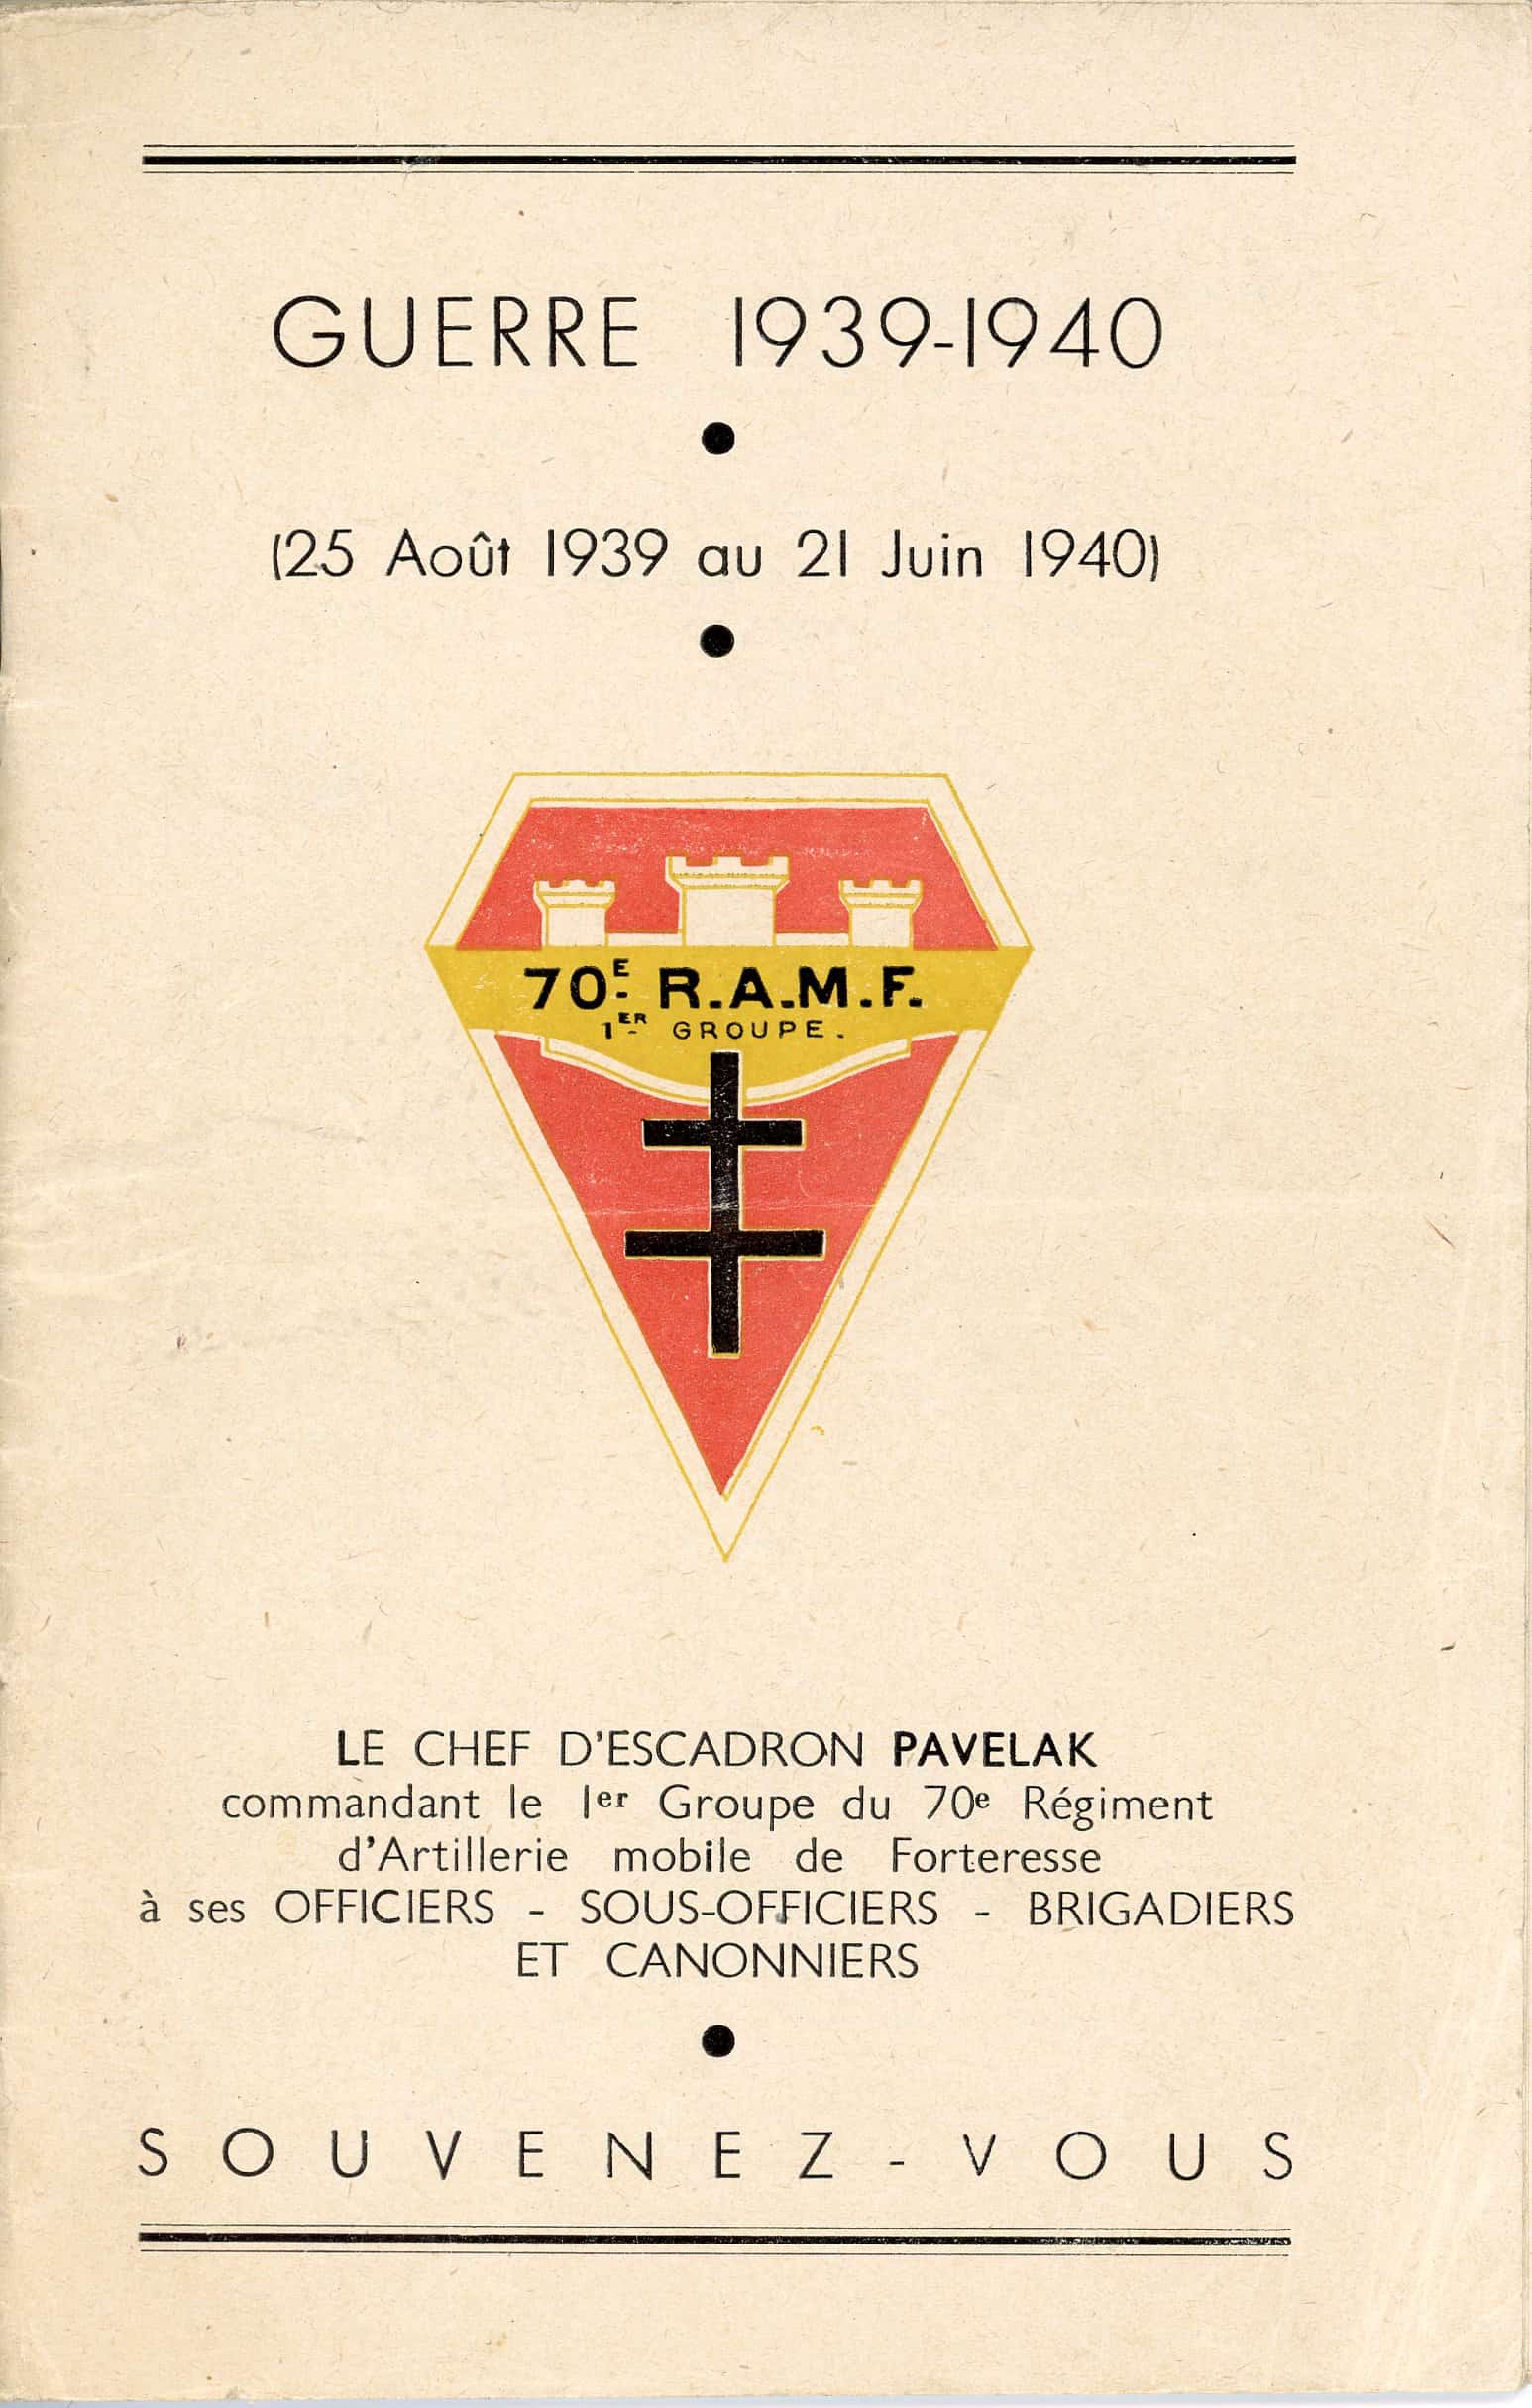 GUERRE 1939-1940
(25 Août 1939 au 21 Juin 1940)
70E R.A.M.F.
1ER GROUPE.
LE CHEF D'ESCADRON PAVELAK
commandant le 1er Groupe du 70e Régiment
d'Artillerie mobile de Forteresse
à ses OFFICIERS - SOUS-OFFICIERS - BRIGADIERS
ET CANONNIERS
SOUVENEZ-VOUS